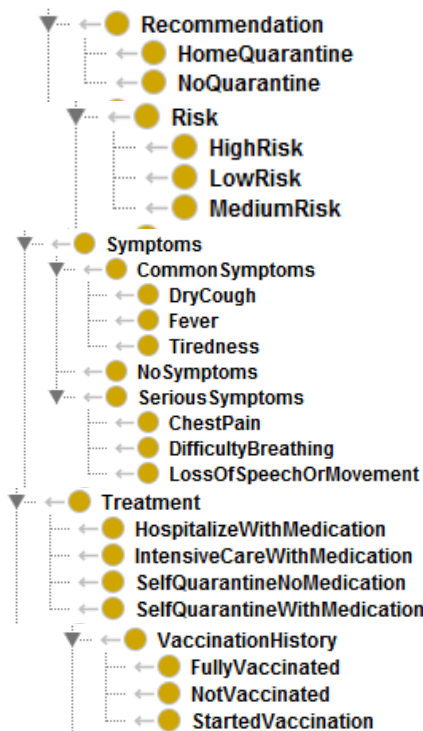 Recommendation
HomeQuarantine
NoQuarantine
Risk
HighRisk
LowRisk
MediumRisk
Symptoms
CommonSymptoms
DryCough
Fever
Tiredness
NoSymptoms
SeriousSymptoms
ChestPain
DifficultyBreathing
LossOfSpeechOrMovement
Treatment
HospitalizeWithMedication
IntensiveCareWithMedication
SelfQuarantineNoMedication
SelfQuarantineWithMedication
VaccinationHistory
FullyVaccinated
NotVaccinated
StartedVaccination